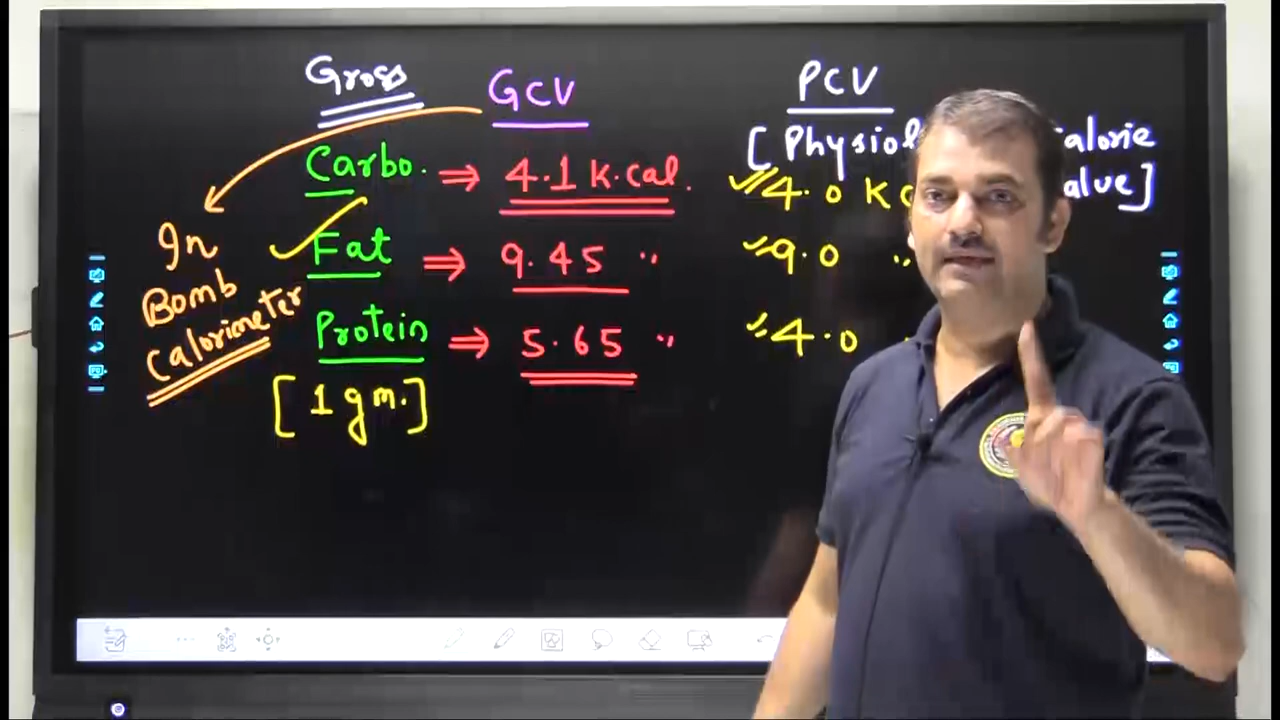 Gross GCV PCV
[Physiol alorie
alue]
Carbo. ⇒ 4.1 K.cal. 4.0 K
Fat ⇒ 9.45 " 9.0 "
Protein ⇒ 5.65 " 4.0
[1 gm.]
In
Bomb
Calorimeter